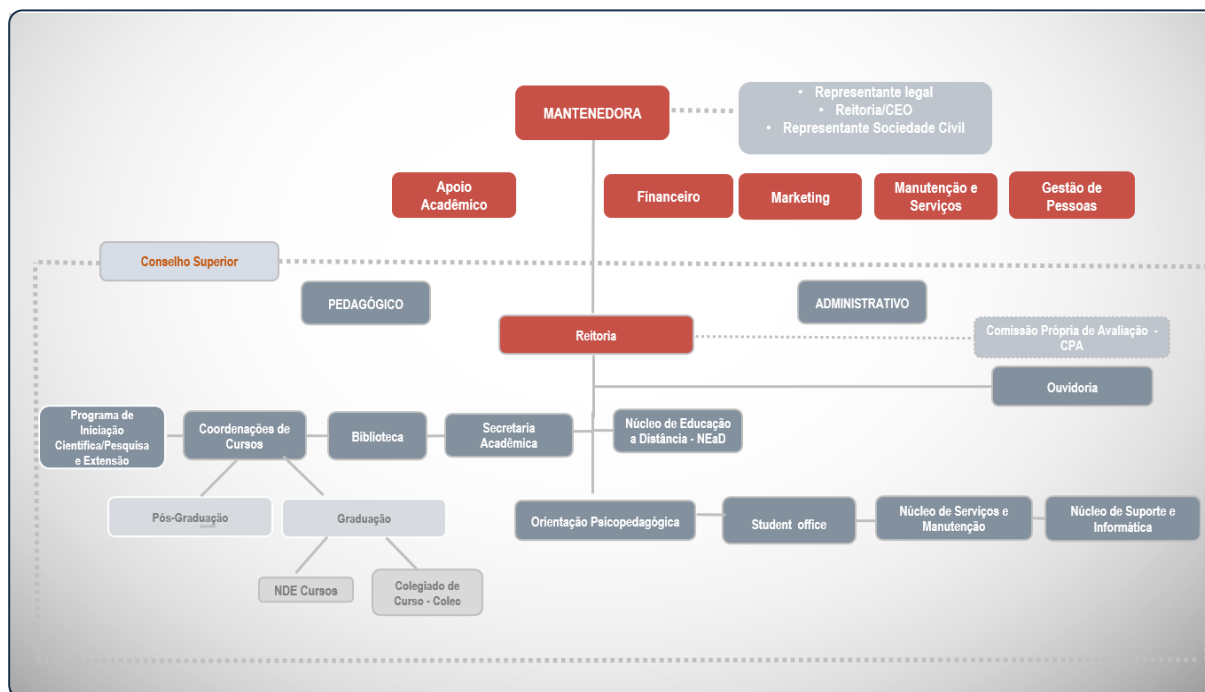 • Representante legal
• Reitoria/CEO
• Representante Sociedade Civil
MANTENEDORA
Apoio
Acadêmico
Financeiro
Marketing
Manutenção e
Serviços
Gestão de
Pessoas
Conselho Superior
PEDAGÓGICO
ADMINISTRATIVO
Reitoria
Comissão Própria de Avaliação -
CPA
Ouvidoria
Programa de
Iniciação
Científica/Pesquisa
e Extensão
Coordenações de
Cursos
Biblioteca
Secretaria
Acadêmica
Núcleo de Educação
a Distância - NEaD
Pós-Graduação
Graduação
Orientação Psicopedagógica
Student office
Núcleo de Serviços e
Manutenção
Núcleo de Suporte e
Informática
NDE Cursos
Colegiado de
Curso - Colec